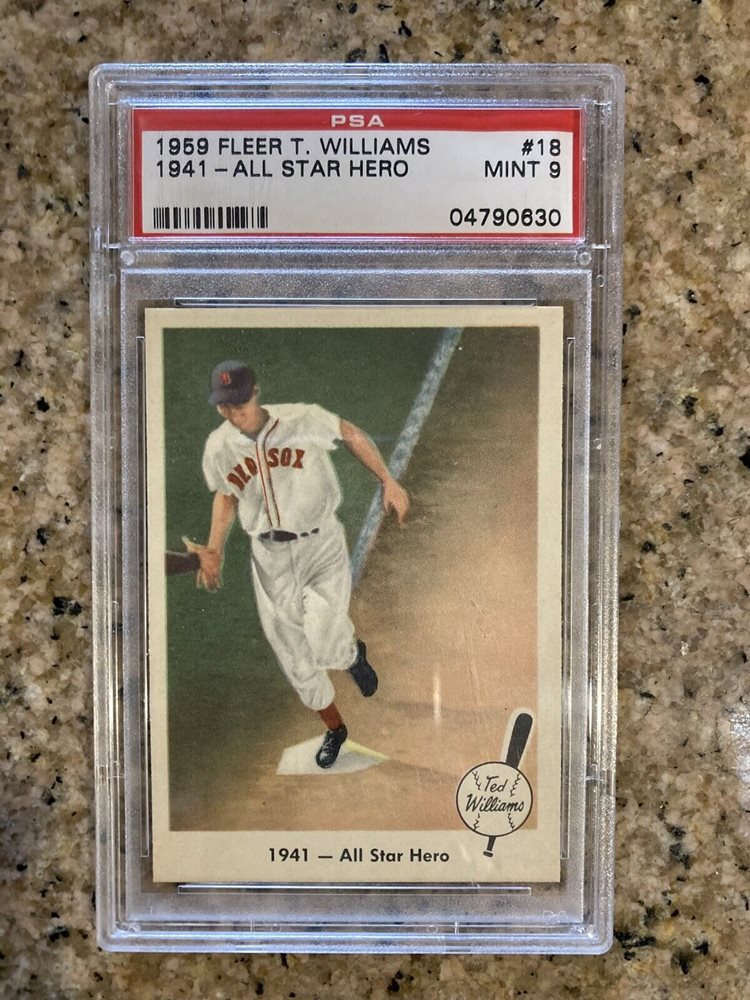 PSA
1959 FLEER T. WILLIAMS #18
1941 – ALL STAR HERO MINT 9
04790630
B
RED SOX
Ted
Williams
1941 — All Star Hero